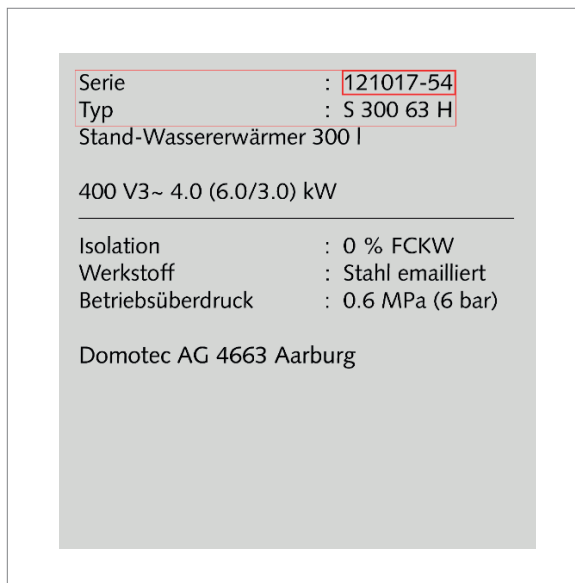 Serie : 121017-54
Typ : S 300 63 H
Stand-Wassererwärmer 300 l
400 V3~ 4.0 (6.0/3.0) kW
Isolation : 0 % FCKW
Werkstoff : Stahl emailliert
Betriebsüberdruck : 0.6 MPa (6 bar)
Domotec AG 4663 Aarburg